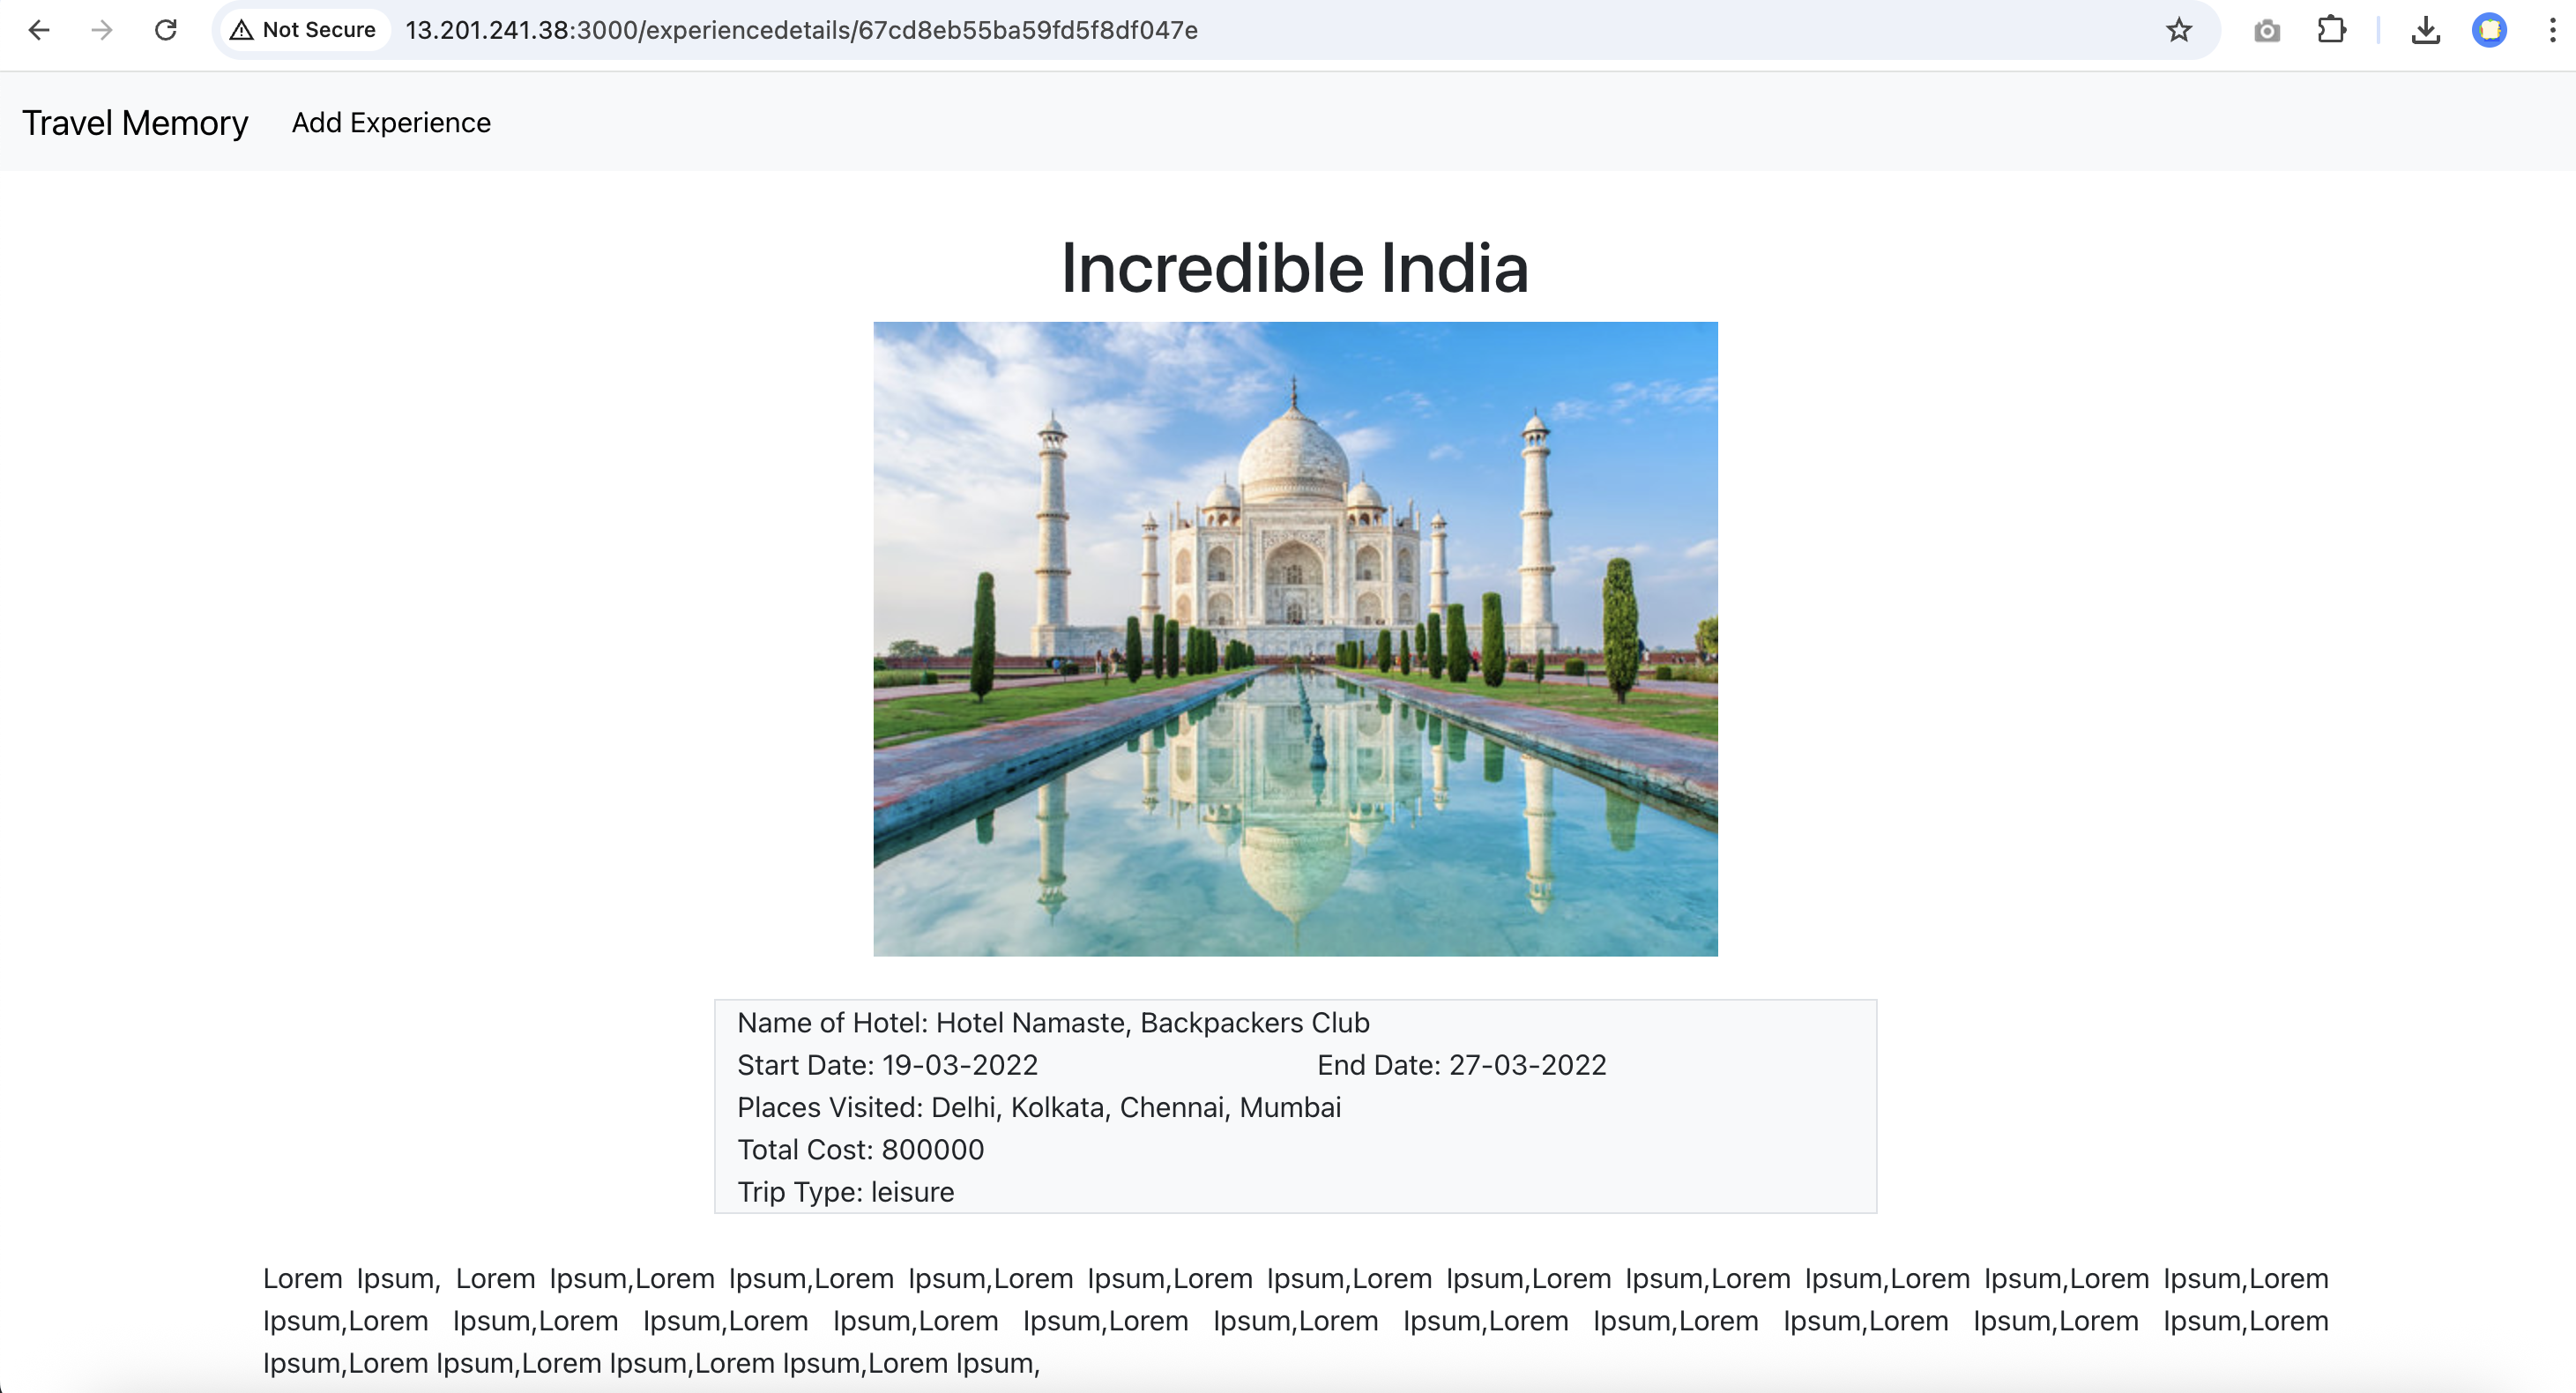 Not Secure 13.201.241.38:3000/experiencedetails/67cd8eb55ba59fd5f8df047e
Travel Memory Add Experience
Incredible India
Name of Hotel: Hotel Namaste, Backpackers Club
Start Date: 19-03-2022 End Date: 27-03-2022
Places Visited: Delhi, Kolkata, Chennai, Mumbai
Total Cost: 800000
Trip Type: leisure
Lorem Ipsum, Lorem Ipsum,Lorem Ipsum,Lorem Ipsum,Lorem Ipsum,Lorem Ipsum,Lorem Ipsum,Lorem Ipsum,Lorem Ipsum,Lorem Ipsum,Lorem Ipsum,Lorem
Ipsum,Lorem Ipsum,Lorem Ipsum,Lorem Ipsum,Lorem Ipsum,Lorem Ipsum,Lorem Ipsum,Lorem Ipsum,Lorem Ipsum,Lorem Ipsum,Lorem Ipsum,Lorem
Ipsum,Lorem Ipsum,Lorem Ipsum,Lorem Ipsum,Lorem Ipsum,